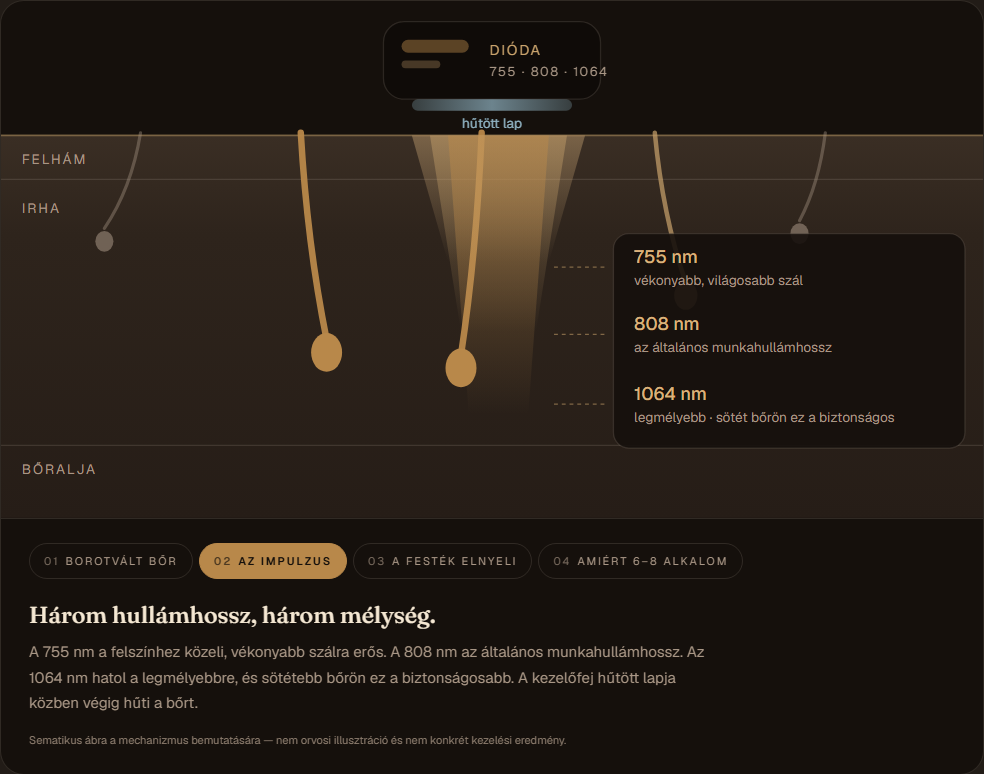 DIÓDA
755 · 808 · 1064
hűtött lap
FELHÁM
IRHA
755 nm
vékonyabb, világosabb szál
808 nm
az általános munkahullámhossz
1064 nm
legmélyebb · sötét bőrön ez a biztonságos
BŐRALJA
01 BOROTVÁLT BŐR
02 AZ IMPULZUS
03 A FESTÉK ELNYELI
04 AMIÉRT 6–8 ALKALOM
Három hullámhossz, három mélység.
A 755 nm a felszínhez közeli, vékonyabb szálra erős. A 808 nm az általános munkahullámhossz. Az
1064 nm hatol a legmélyebbre, és sötétebb bőrön ez a biztonságosabb. A kezelőfej hűtött lapja
közben végig hűti a bőrt.
Sematikus ábra a mechanizmus bemutatására — nem orvosi illusztráció és nem konkrét kezelési eredmény.